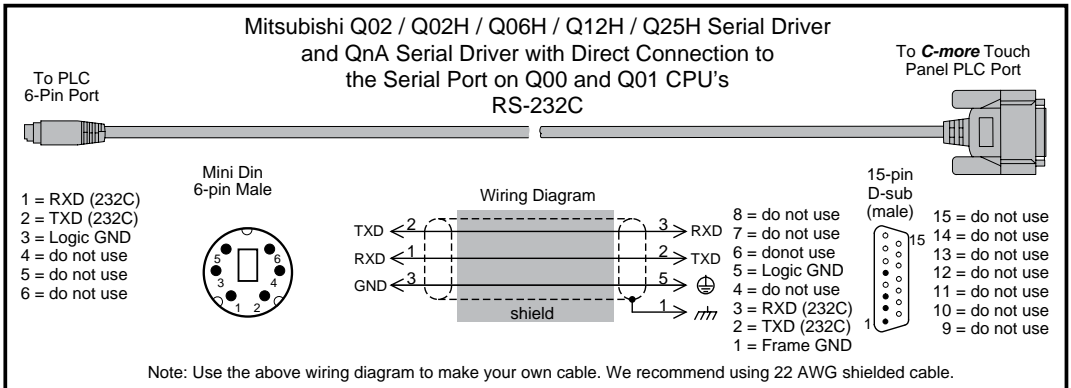 Mitsubishi Q02 / Q02H / Q06H / Q12H / Q25H Serial Driver
and QnA Serial Driver with Direct Connection to
the Serial Port on Q00 and Q01 CPU's
RS-232C
To PLC
6-Pin Port
To C-more Touch
Panel PLC Port
1 = RXD (232C)
2 = TXD (232C)
3 = Logic GND
4 = do not use
5 = do not use
6 = do not use
Mini Din
6-pin Male
5 6
3 4
1 2
Wiring Diagram
TXD 2 3 RXD
RXD 1 2 TXD
GND 3 5
1
shield
8 = do not use
7 = do not use
6 = donot use
5 = Logic GND
4 = do not use
3 = RXD (232C)
2 = TXD (232C)
1 = Frame GND
15-pin
D-sub
(male)
15
1
15 = do not use
14 = do not use
13 = do not use
12 = do not use
11 = do not use
10 = do not use
9 = do not use
Note: Use the above wiring diagram to make your own cable. We recommend using 22 AWG shielded cable.